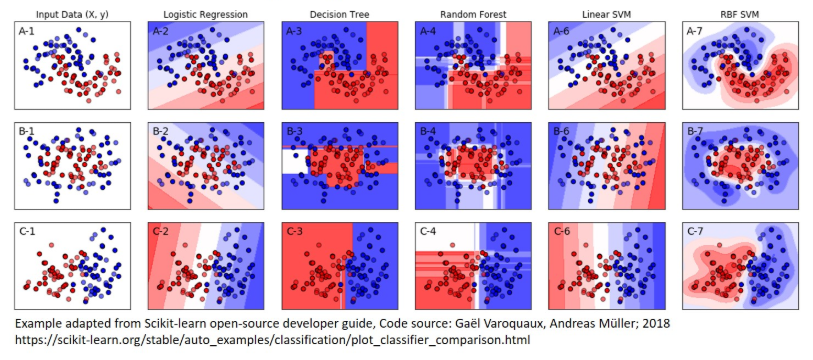 Input Data (X, y) Logistic Regression Decision Tree Random Forest Linear SVM RBF SVM
A-1 A-2 A-3 A-4 A-6 A-7
B-1 B-2 B-3 B-4 B-6 B-7
C-1 C-2 C-3 C-4 C-6 C-7
Example adapted from Scikit-learn open-source developer guide, Code source: Gaël Varoquaux, Andreas Müller; 2018
https://scikit-learn.org/stable/auto_examples/classification/plot_classifier_comparison.html